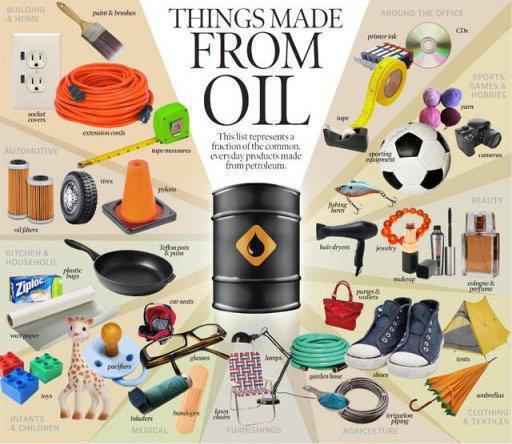 BUILDING
& HOME
paint & brushes
socket
covers
extension cords
tape measures
AUTOMOTIVE
tires
pylons
oil filters
KITCHEN &
HOUSEHOLD
plastic
bags
Teflon pots
& pans
Ziploc
wax paper
car seats
pacifiers
toys
INFANTS
& CHILDREN
glasses
inhalers
bandages
MEDICAL
THINGS MADE
FROM
OIL
This list represents a
fraction of the common,
everyday products made
from petroleum.
lamps
lawn
chairs
FURNISHINGS
AROUND THE OFFICE
printer ink
CDs
tape
SPORTS,
GAMES &
HOBBIES
yarn
sporting
equipment
cameras
fishing
lures
BEAUTY
hair dryers
jewelry
makeup
cologne &
perfume
purses &
wallets
shoes
tents
umbrellas
CLOTHING
& TEXTILES
garden hose
irrigation
piping
AGRICULTURE